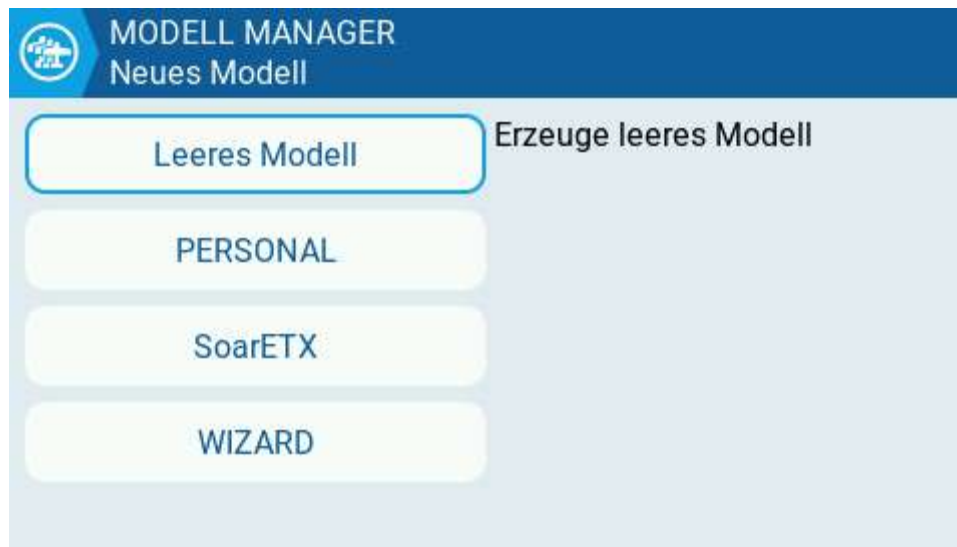 MODELL MANAGER
Neues Modell
Leeres Modell
Erzeuge leeres Modell
PERSONAL
SoarETX
WIZARD